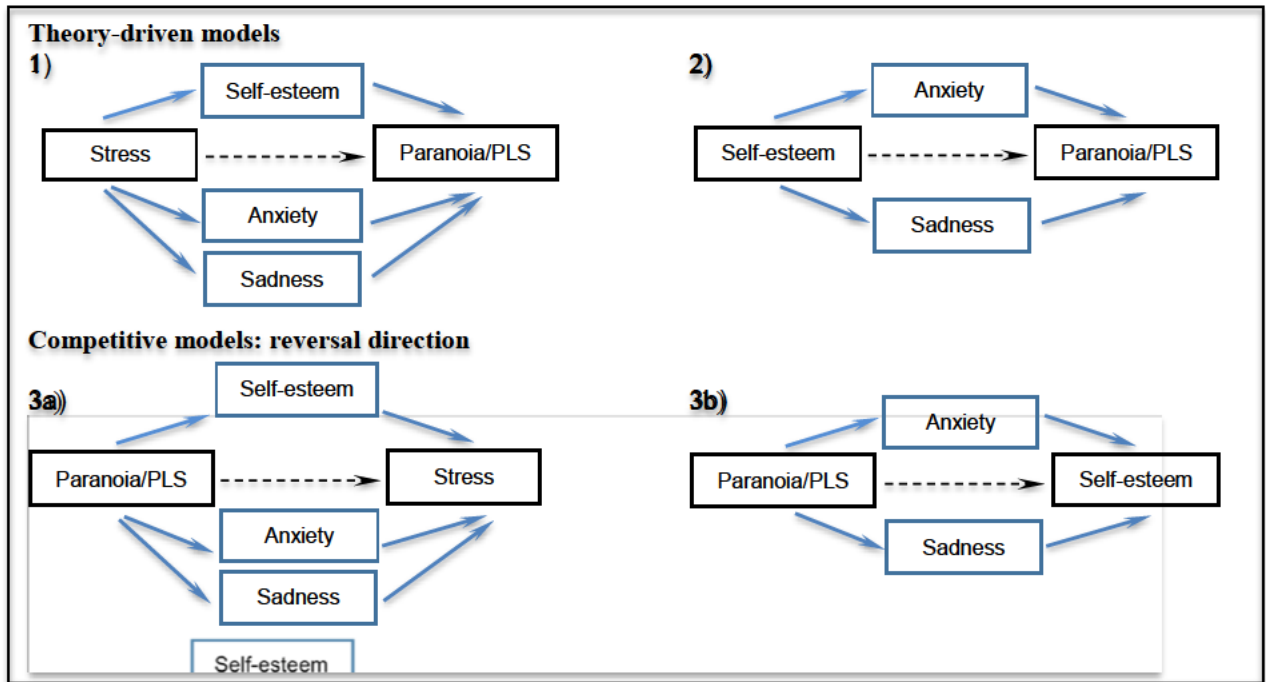 Theory-driven models
1)
Self-esteem
Stress
Paranoia/PLS
Anxiety
Sadness
2)
Anxiety
Self-esteem
Paranoia/PLS
Sadness
Competitive models: reversal direction
3a)
Self-esteem
Paranoia/PLS
Stress
Anxiety
Sadness
Self-esteem
3b)
Anxiety
Paranoia/PLS
Self-esteem
Sadness